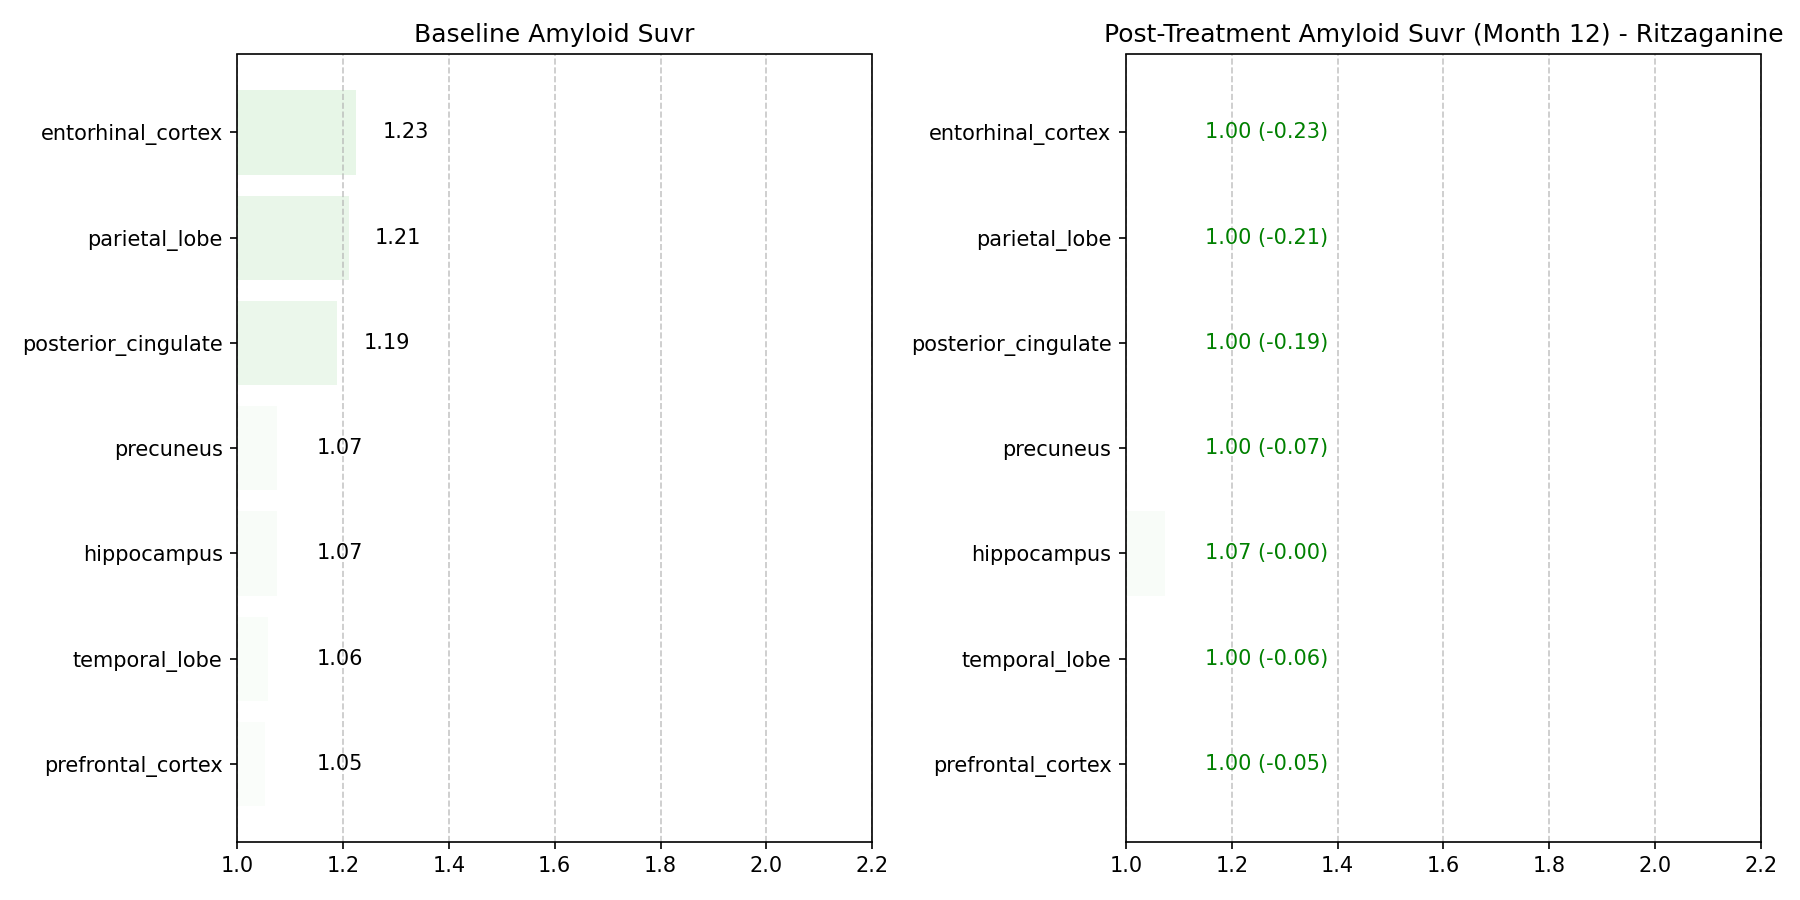 Baseline Amyloid Suvr
entorhinal_cortex 1.23
parietal_lobe 1.21
posterior_cingulate 1.19
precuneus 1.07
hippocampus 1.07
temporal_lobe 1.06
prefrontal_cortex 1.05
1.0 1.2 1.4 1.6 1.8 2.0 2.2
Post-Treatment Amyloid Suvr (Month 12) - Ritzaganine
entorhinal_cortex 1.00 (-0.23)
parietal_lobe 1.00 (-0.21)
posterior_cingulate 1.00 (-0.19)
precuneus 1.00 (-0.07)
hippocampus 1.07 (-0.00)
temporal_lobe 1.00 (-0.06)
prefrontal_cortex 1.00 (-0.05)
1.0 1.2 1.4 1.6 1.8 2.0 2.2